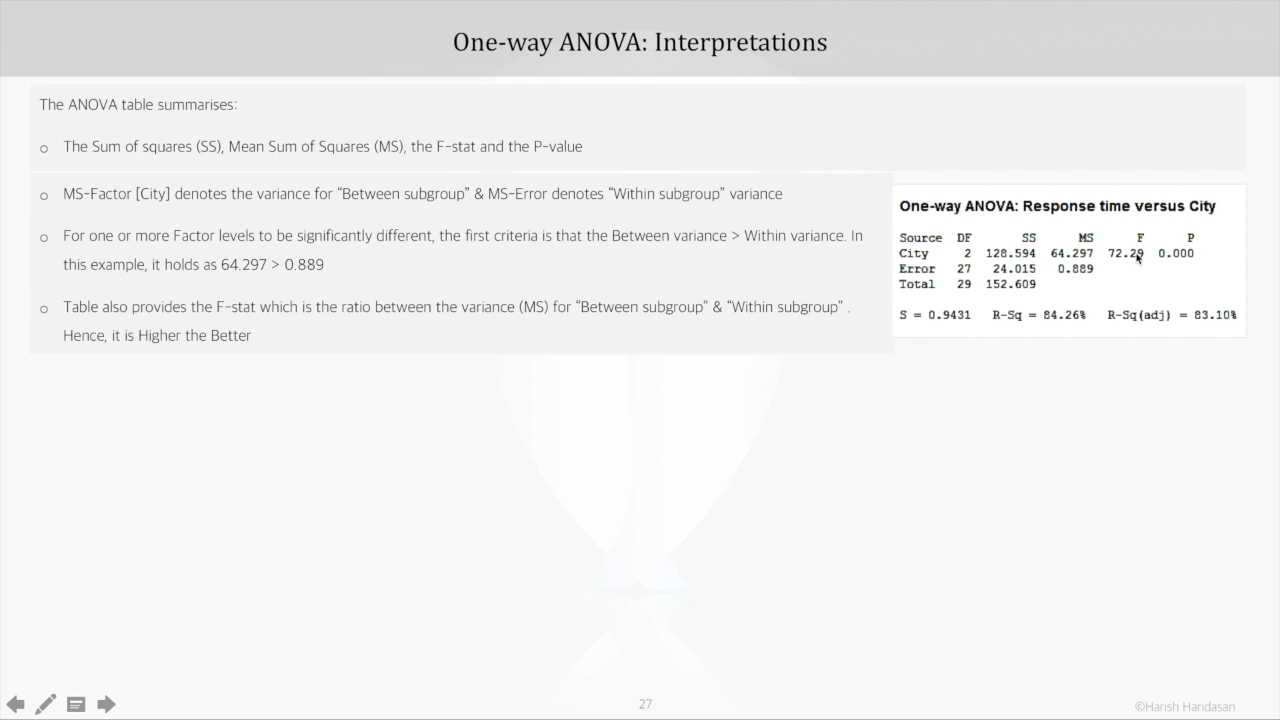 One-way ANOVA: Interpretations
The ANOVA table summarises:
o The Sum of squares (SS), Mean Sum of Squares (MS), the F-stat and the P-value
o MS-Factor [City] denotes the variance for “Between subgroup” & MS-Error denotes “Within subgroup” variance
o For one or more Factor levels to be significantly different, the first criteria is that the Between variance > Within variance. In
this example, it holds as 64.297 > 0.889
o Table also provides the F-stat which is the ratio between the variance (MS) for “Between subgroup” & “Within subgroup” .
Hence, it is Higher the Better
One-way ANOVA: Response time versus City
Source DF SS MS F P
City 2 128.594 64.297 72.29 0.000
Error 27 24.015 0.889
Total 29 152.609
S = 0.9431 R-Sq = 84.26% R-Sq(adj) = 83.10%
27
©Harish Haridasan